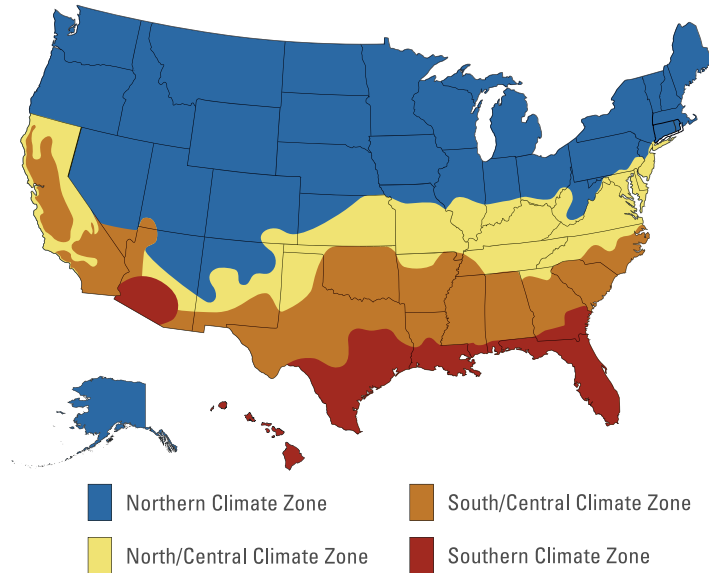 Northern Climate Zone
South/Central Climate Zone
North/Central Climate Zone
Southern Climate Zone